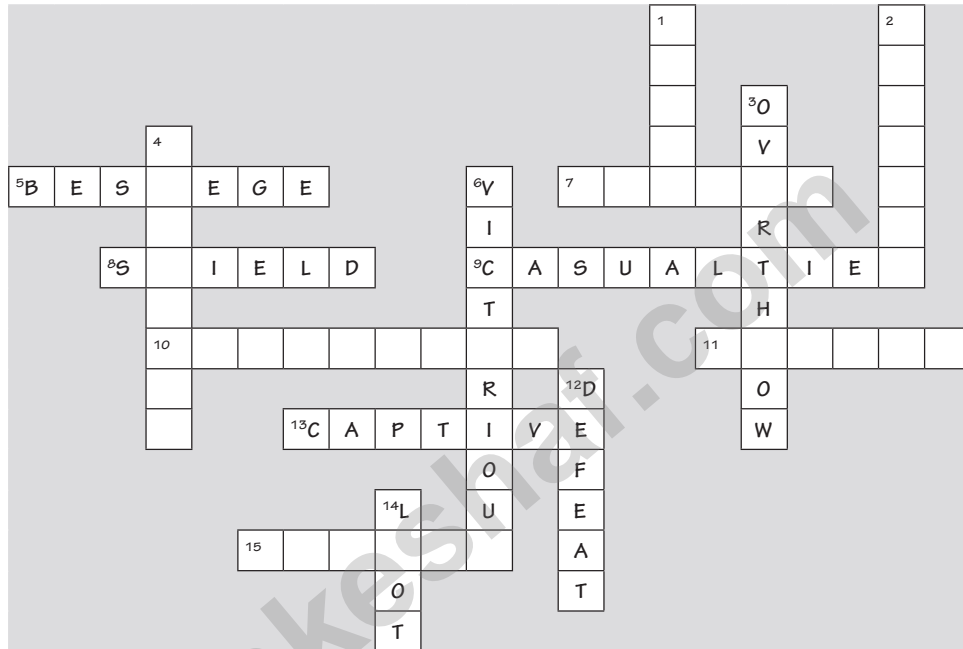 1 2
3O
4 V
5B E S E G E 6V 7
I R
8S I E L D 9C A S U A L T I E
T H
10 11
R 12D O
13C A P T I V E W
O F
14L U E
15 A
O T
T
keshaf.com